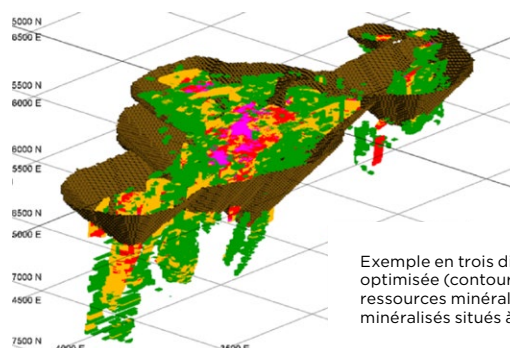 5000 N
6500 E
5500 N
6000 E
6000 N
5500 E
6500 N
5000 E
7000 N
4500 E
7500 N
Exemple en trois d
optimisée (contour
ressources minéral
minéralisés situés à